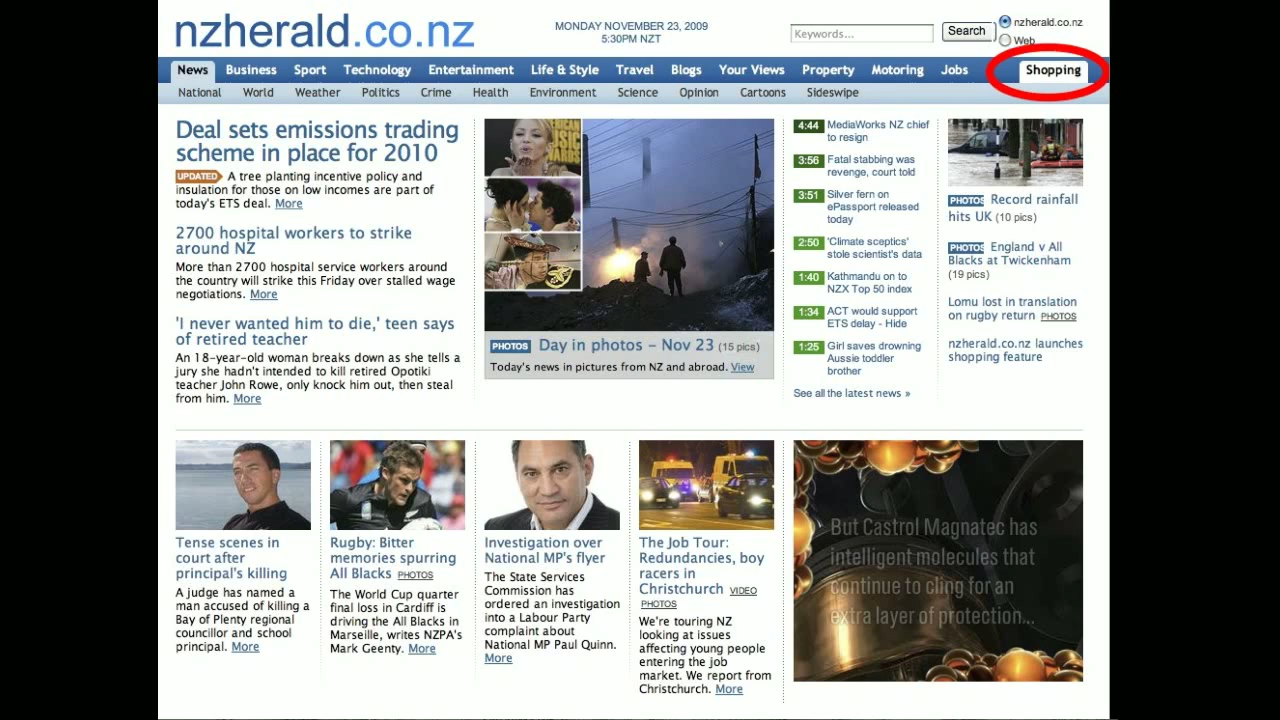 nzherald.co.nz
MONDAY NOVEMBER 23, 2009
5:30PM NZT
Keywords...
Search
nzherald.co.nz
Web
News Business Sport Technology Entertainment Life & Style Travel Blogs Your Views Property Motoring Jobs Shopping
National World Weather Politics Crime Health Environment Science Opinion Cartoons Sideswipe
Deal sets emissions trading
scheme in place for 2010
UPDATED A tree planting incentive policy and
insulation for those on low incomes are part of
today's ETS deal. More
2700 hospital workers to strike
around NZ
More than 2700 hospital service workers around
the country will strike this Friday over stalled wage
negotiations. More
'I never wanted him to die,' teen says
of retired teacher
An 18-year-old woman breaks down as she tells a
jury she hadn't intended to kill retired Opotiki
teacher John Rowe, only knock him out, then steal
from him. More
PHOTOS Day in photos - Nov 23 (15 pics)
Today's news in pictures from NZ and abroad. View
4:44 MediaWorks NZ chief
to resign
3:56 Fatal stabbing was
revenge, court told
3:51 Silver fern on
ePassport released
today
2:50 'Climate sceptics'
stole scientist's data
1:40 Kathmandu on to
NZX Top 50 index
1:34 ACT would support
ETS delay - Hide
1:25 Girl saves drowning
Aussie toddler
brother
See all the latest news »
PHOTOS Record rainfall
hits UK (10 pics)
PHOTOS England v All
Blacks at Twickenham
(19 pics)
Lomu lost in translation
on rugby return PHOTOS
nzherald.co.nz launches
shopping feature
Tense scenes in
court after
principal's killing
A judge has named a
man accused of killing a
Bay of Plenty regional
councillor and school
principal. More
Rugby: Bitter
memories spurring
All Blacks PHOTOS
The World Cup quarter
final loss in Cardiff is
driving the All Blacks in
Marseille, writes NZPA's
Mark Geenty. More
Investigation over
National MP's flyer
The State Services
Commission has
ordered an investigation
into a Labour Party
complaint about
National MP Paul Quinn.
More
The Job Tour:
Redundancies, boy
racers in
Christchurch VIDEO
PHOTOS
We're touring NZ
looking at issues
affecting young people
entering the job
market. We report from
Christchurch. More
But Castrol Magnatec has
intelligent molecules that
continue to cling for an
extra layer of protection...